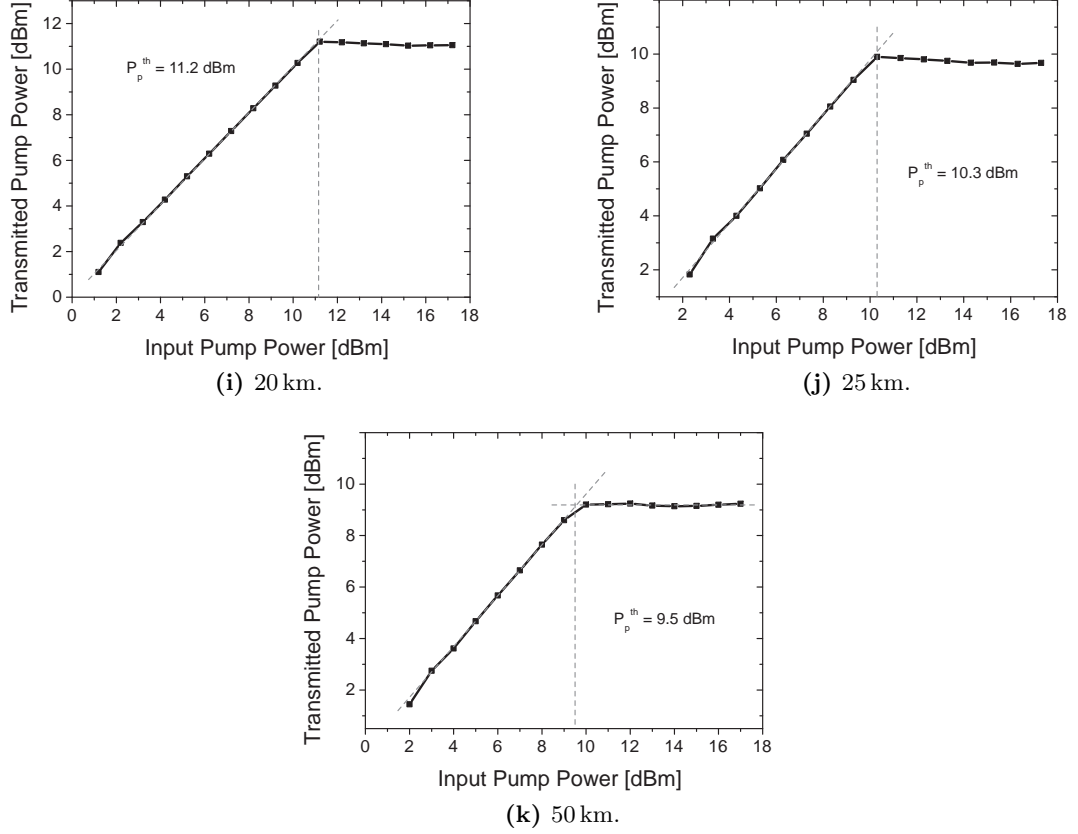 Transmitted Pump Power [dBm]
12
10
8
6
4
2
0
P_p^th = 11.2 dBm
0 2 4 6 8 10 12 14 16 18
Input Pump Power [dBm]
(i) 20 km.
Transmitted Pump Power [dBm]
10
8
6
4
2
P_p^th = 10.3 dBm
2 4 6 8 10 12 14 16 18
Input Pump Power [dBm]
(j) 25 km.
Transmitted Pump Power [dBm]
10
8
6
4
2
P_p^th = 9.5 dBm
0 2 4 6 8 10 12 14 16 18
Input Pump Power [dBm]
(k) 50 km.